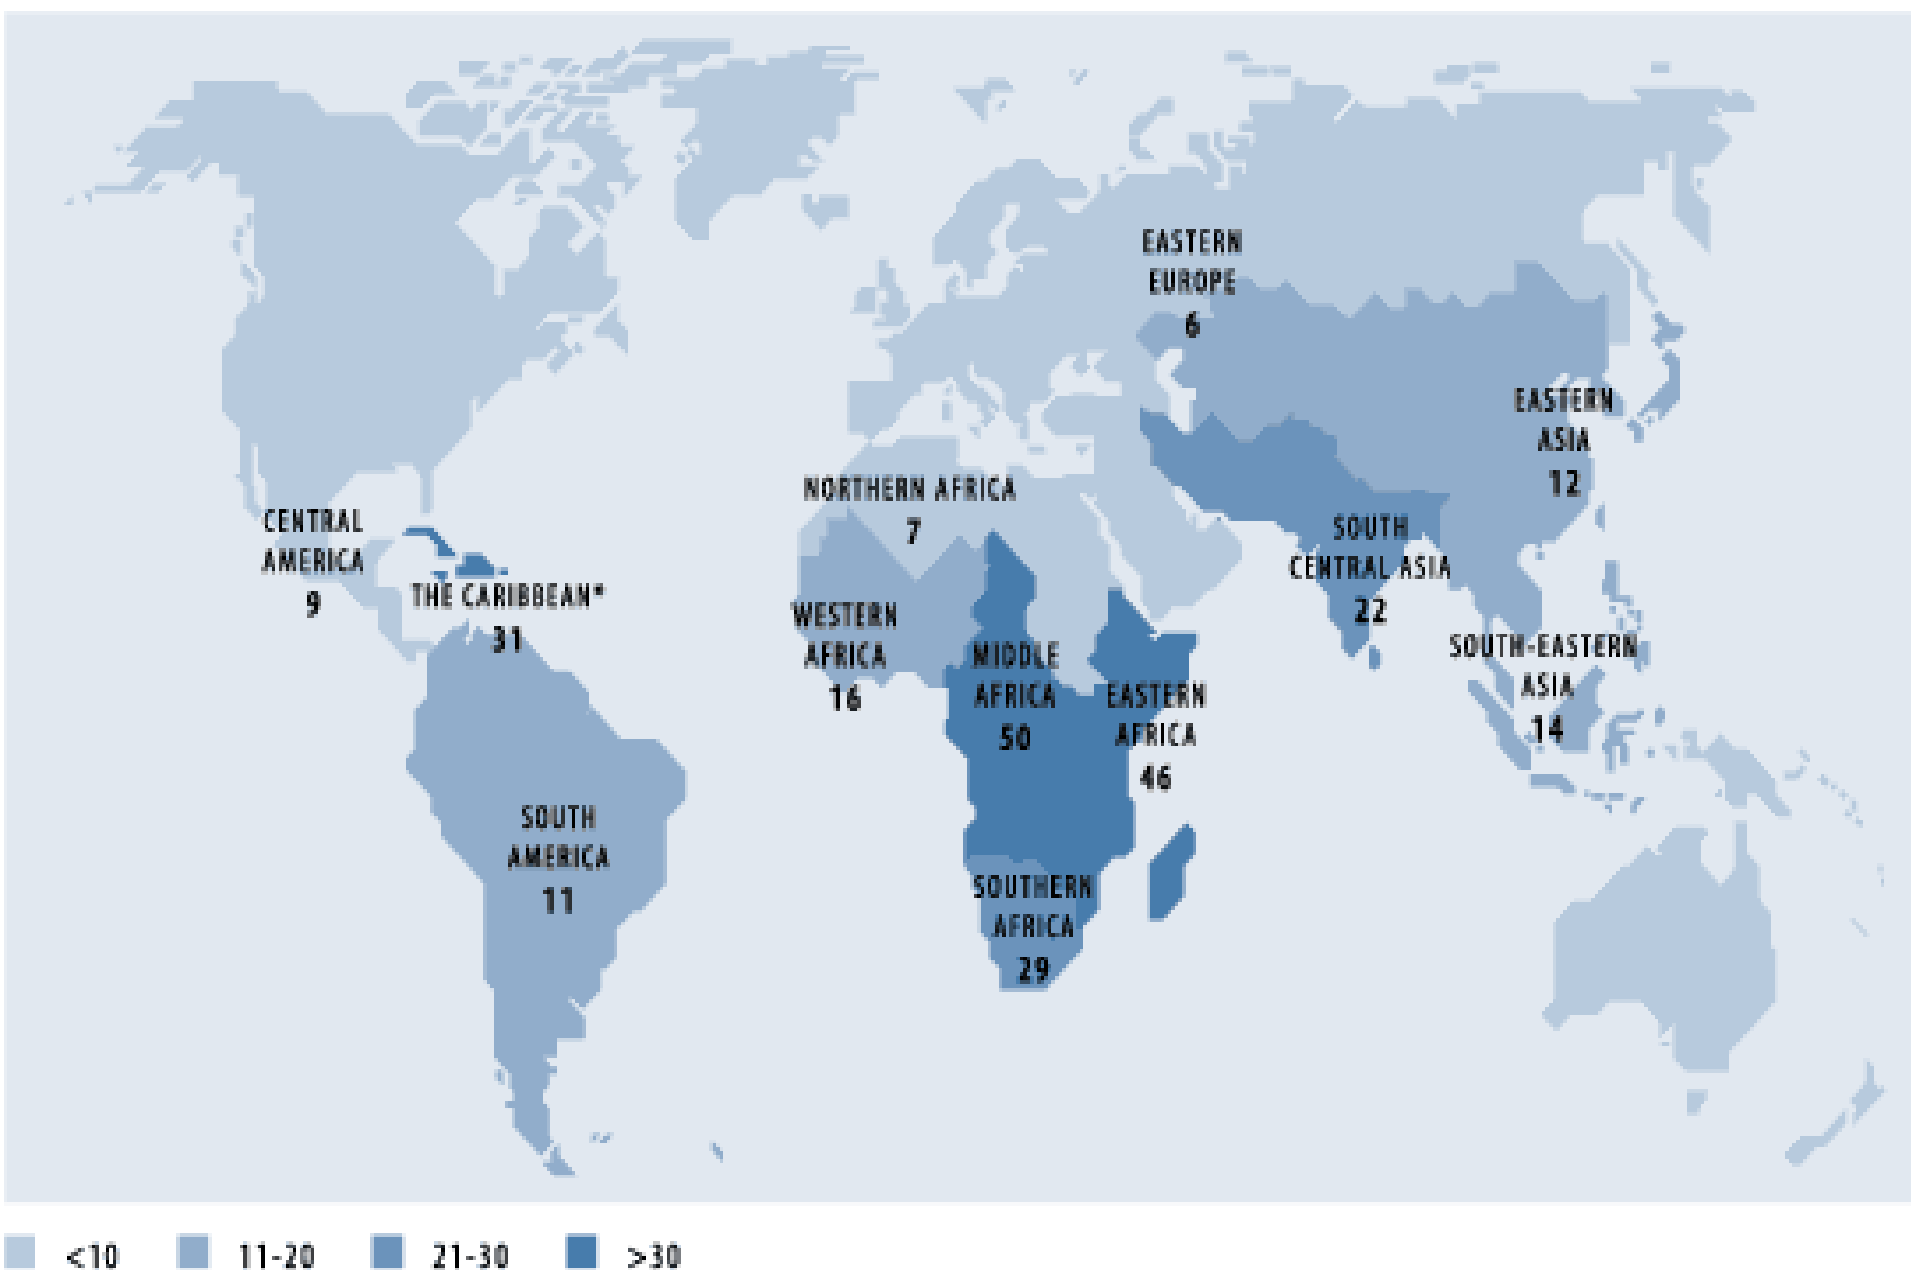 EASTERN
EUROPE
6
EASTERN
ASIA
12
NORTHERN AFRICA
7
CENTRAL
AMERICA
9
THE CARIBBEAN*
31
SOUTH
CENTRAL ASIA
22
WESTERN
AFRICA
16
MIDDLE
AFRICA
50
EASTERN
AFRICA
46
SOUTH-EASTERN
ASIA
14
SOUTH
AMERICA
11
SOUTHERN
AFRICA
29
<10 11-20 21-30 >30